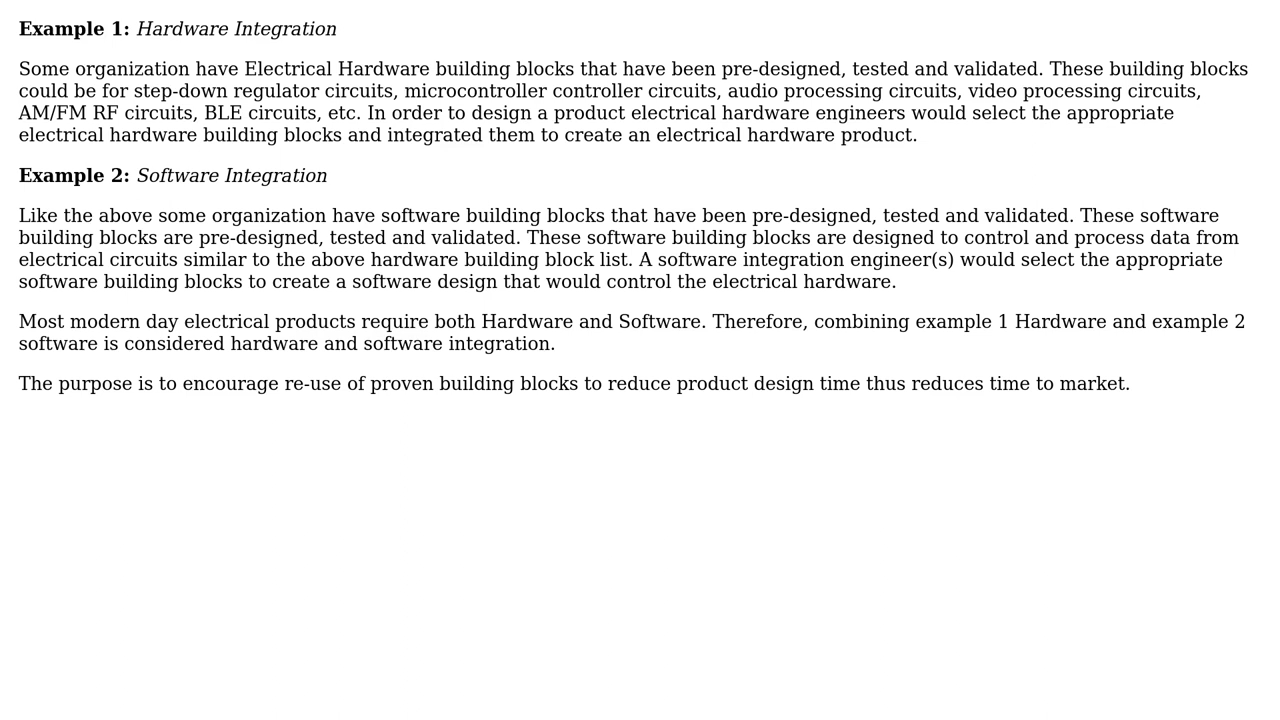 Example 1: Hardware Integration
Some organization have Electrical Hardware building blocks that have been pre-designed, tested and validated. These building blocks
could be for step-down regulator circuits, microcontroller controller circuits, audio processing circuits, video processing circuits,
AM/FM RF circuits, BLE circuits, etc. In order to design a product electrical hardware engineers would select the appropriate
electrical hardware building blocks and integrated them to create an electrical hardware product.
Example 2: Software Integration
Like the above some organization have software building blocks that have been pre-designed, tested and validated. These software
building blocks are pre-designed, tested and validated. These software building blocks are designed to control and process data from
electrical circuits similar to the above hardware building block list. A software integration engineer(s) would select the appropriate
software building blocks to create a software design that would control the electrical hardware.
Most modern day electrical products require both Hardware and Software. Therefore, combining example 1 Hardware and example 2
software is considered hardware and software integration.
The purpose is to encourage re-use of proven building blocks to reduce product design time thus reduces time to market.